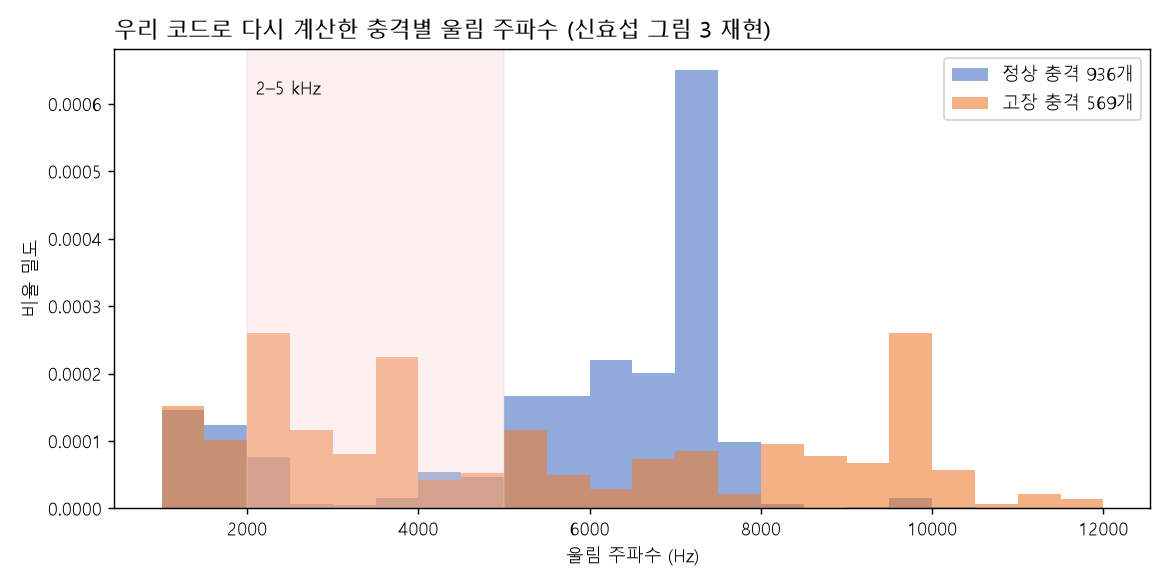 우리 코드로 다시 계산한 충격별 울림 주파수 (신효섭 그림 3 재현)
2–5 kHz
정상 충격 936개
고장 충격 569개
비율 밀도
0.0006
0.0005
0.0004
0.0003
0.0002
0.0001
0.0000
2000 4000 6000 8000 10000 12000
울림 주파수 (Hz)